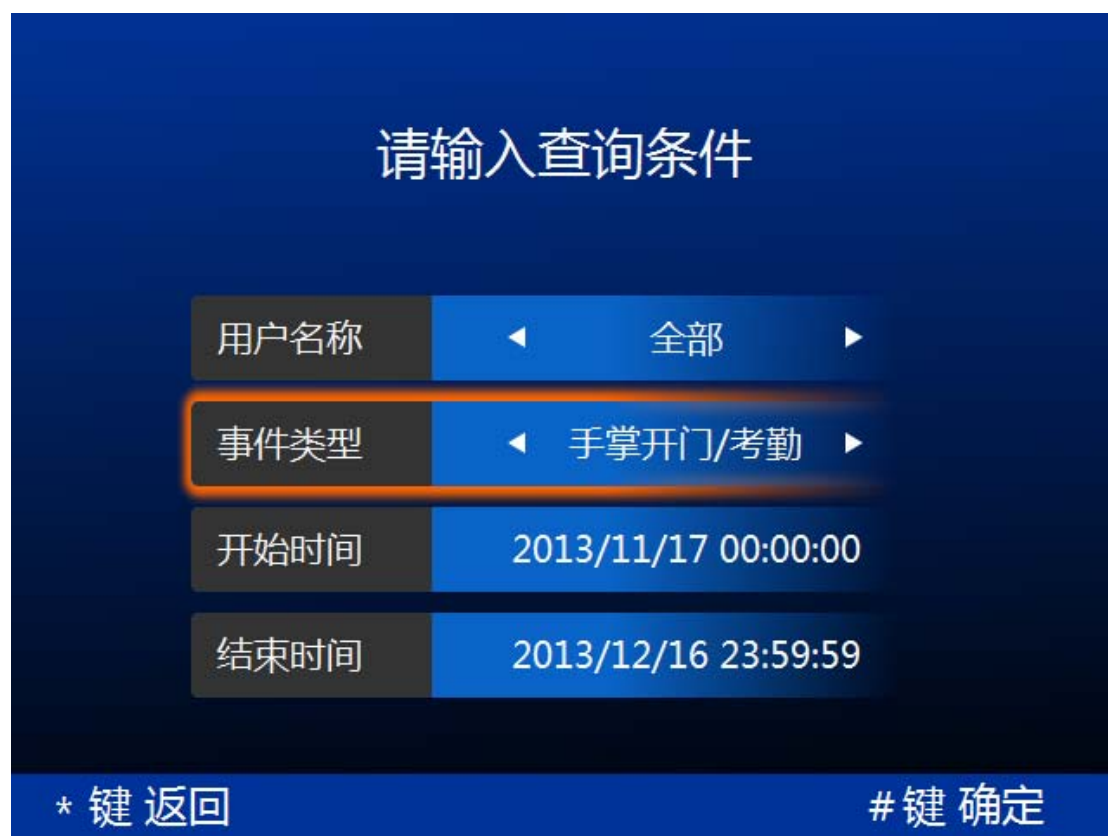 请输入查询条件
用户名称 ◀ 全部 ▶
事件类型 ◀ 手掌开门/考勤 ▶
开始时间 2013/11/17 00:00:00
结束时间 2013/12/16 23:59:59
* 键 返回 #键 确定